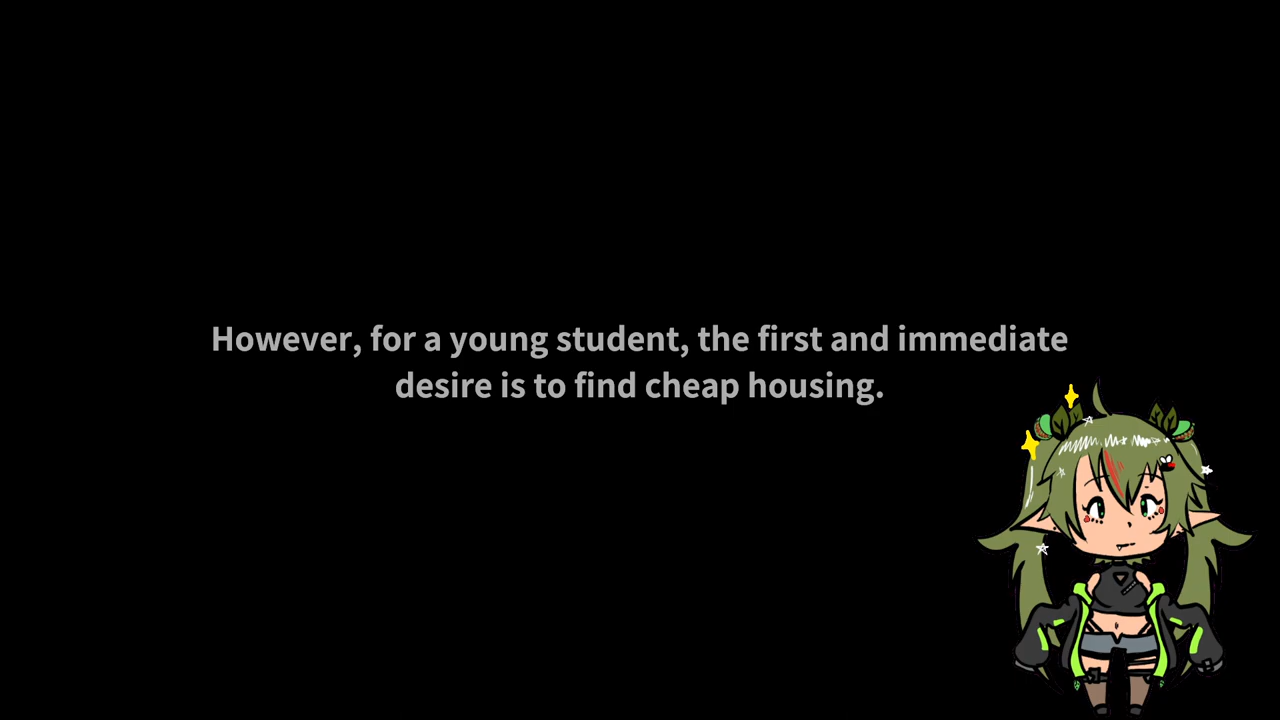 However, for a young student, the first and immediate
desire is to find cheap housing.